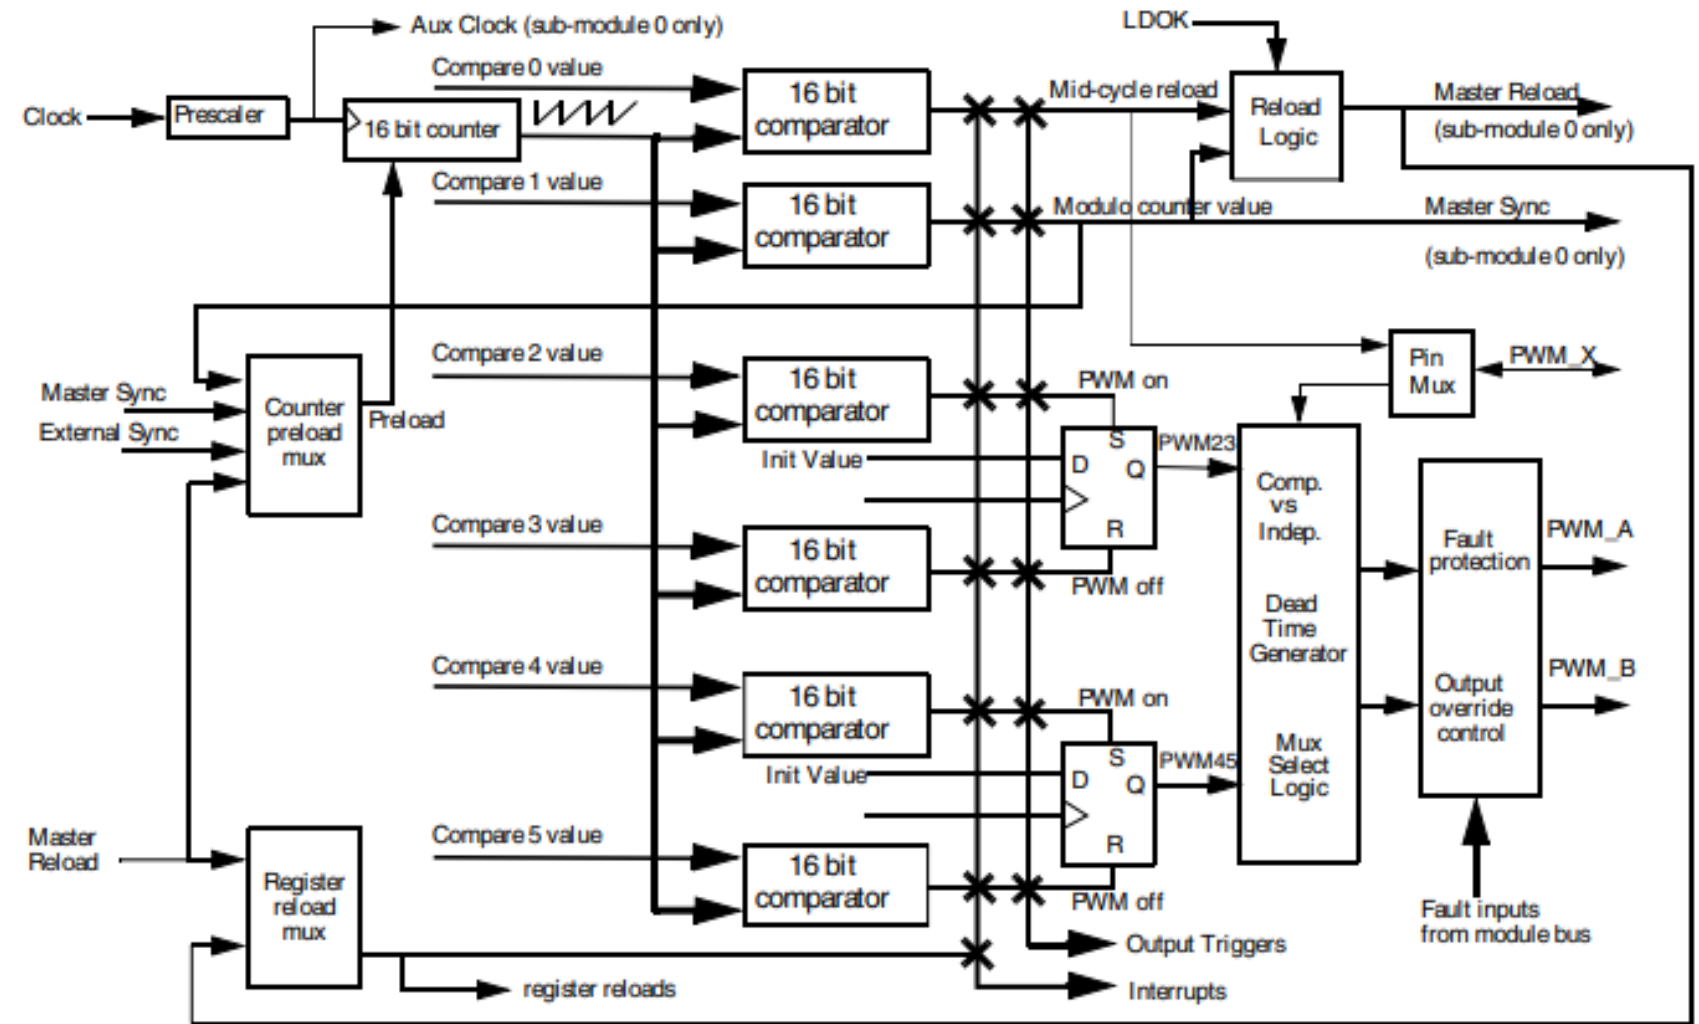 Aux Clock (sub-module 0 only)
LDOK
Compare 0 value
Clock
Prescaler
16 bit counter
16 bit
comparator
Mid-cycle reload
Reload
Logic
Master Reload
(sub-module 0 only)
Compare 1 value
16 bit
comparator
Modulo counter value
Master Sync
(sub-module 0 only)
Compare 2 value
16 bit
comparator
PWM on
Pin
Mux
PWM_X
Master Sync
External Sync
Counter
preload
mux
Preload
Init Value
S
D
Q
R
PWM23
Comp.
vs
Indep.
Dead
Time
Generator
Mux
Select
Logic
Compare 3 value
16 bit
comparator
PWM off
Fault
protection
Output
override
control
PWM_A
PWM_B
Compare 4 value
16 bit
comparator
PWM on
Init Value
S
D
Q
R
PWM45
Master
Reload
Register
reload
mux
Compare 5 value
16 bit
comparator
PWM off
Fault inputs
from module bus
Output Triggers
register reloads
Interrupts